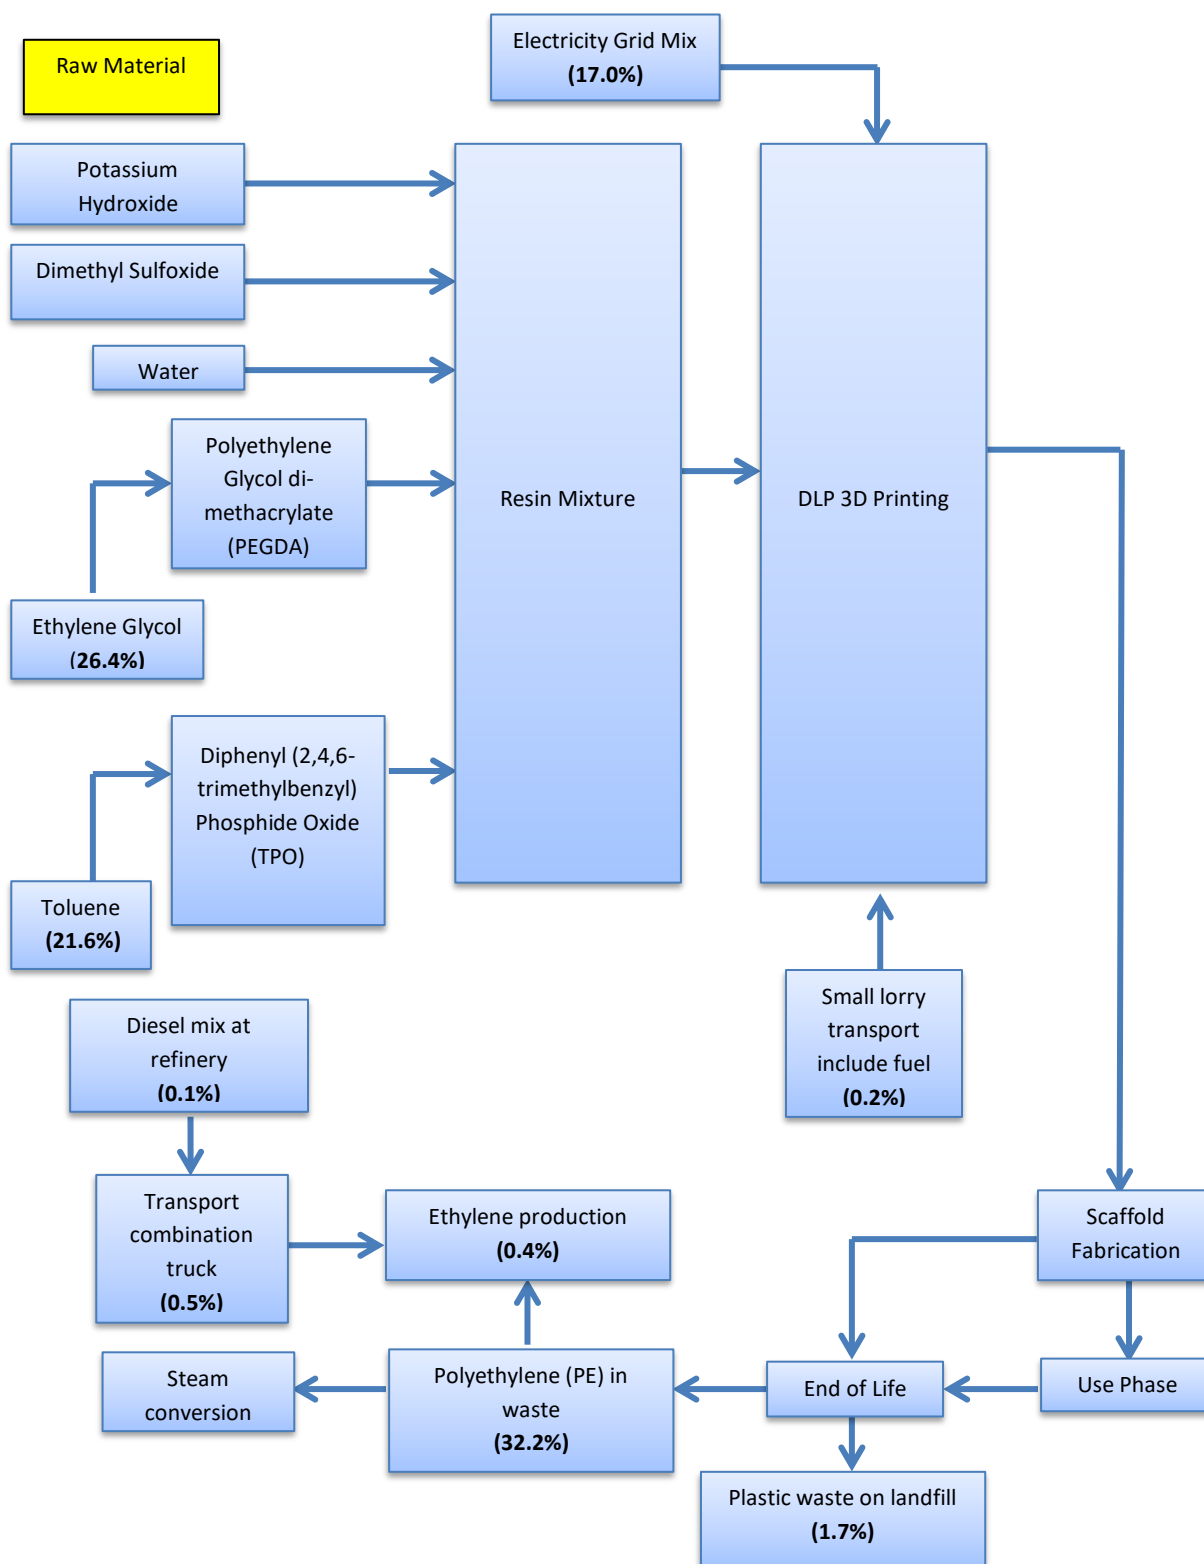 Raw Material
Electricity Grid Mix
(17.0%)
Potassium
Hydroxide
Dimethyl Sulfoxide
Water
Polyethylene
Glycol di-
methacrylate
(PEGDA)
Resin Mixture
DLP 3D Printing
Ethylene Glycol
(26.4%)
Diphenyl (2,4,6-
trimethylbenzyl)
Phosphide Oxide
(TPO)
Toluene
(21.6%)
Small lorry
transport
include fuel
(0.2%)
Diesel mix at
refinery
(0.1%)
Transport
combination
truck
(0.5%)
Ethylene production
(0.4%)
Scaffold
Fabrication
Steam
conversion
Polyethylene (PE) in
waste
(32.2%)
End of Life
Use Phase
Plastic waste on landfill
(1.7%)